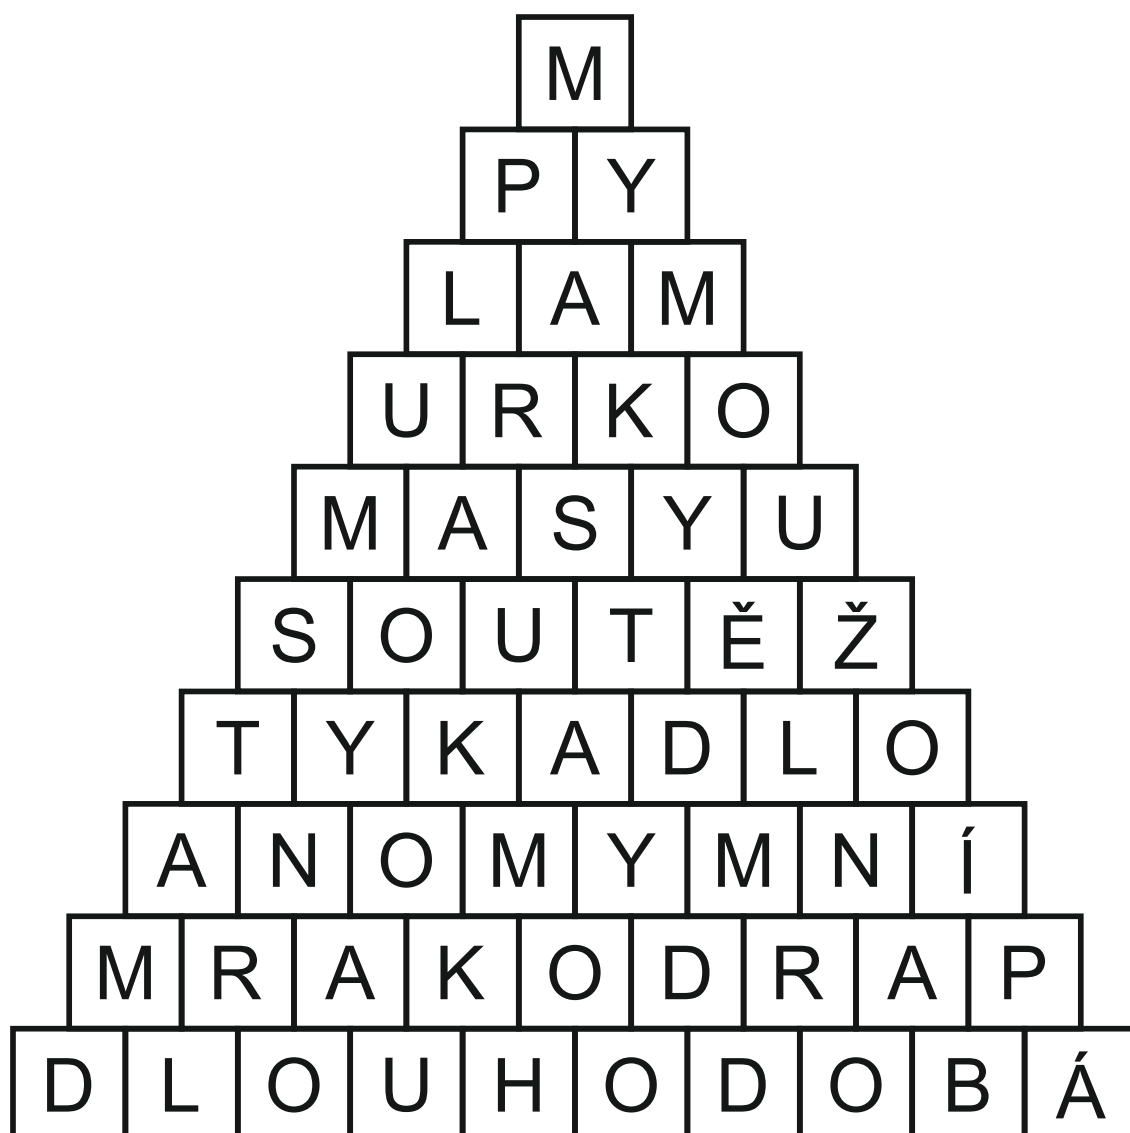 M
PY
LAM
URKO
MASYU
SOUTĚŽ
TYKADLO
ANOMYMNÍ
MRAKODRAP
DLOUHODOBÁ